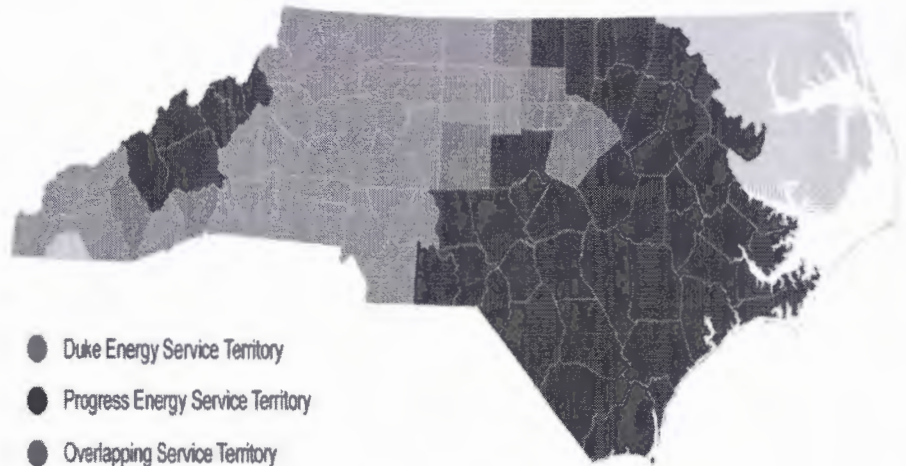 Duke Energy Service Territory
Progress Energy Service Territory
Overlapping Service Territory